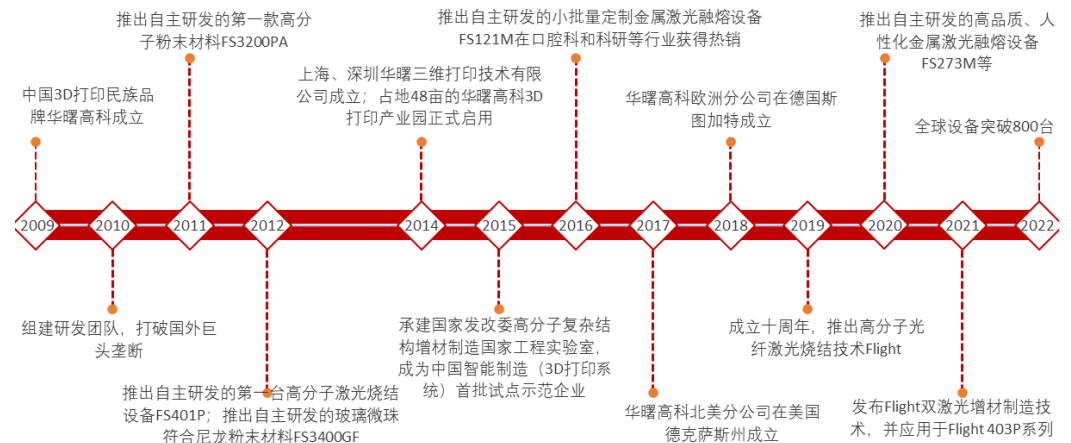 推出自主研发的第一款高分
子粉末材料FS3200PA
推出自主研发的小批量定制金属激光融熔设备
FS121M在口腔科和科研等行业获得热销
推出自主研发的高品质、人
性化金属激光融熔设备
FS273M等
中国3D打印民族品
牌华曙高科成立
上海、深圳华曙三维打印技术有限
公司成立；占地48亩的华曙高科3D
打印产业园正式启用
华曙高科欧洲分公司在德国斯
图加特成立
全球设备突破800台
2009 2010 2011 2012 2014 2015 2016 2017 2018 2019 2020 2021 2022
组建研发团队，打破国外巨
头垄断
推出自主研发的第一台高分子激光烧结
设备FS401P；推出自主研发的玻璃微珠
符合尼龙粉末材料FS3400GF
承建国家发改委高分子复杂结
构增材制造国家工程实验室，
成为中国智能制造（3D打印系
统）首批试点示范企业
华曙高科北美分公司在美国
德克萨斯州成立
成立十周年，推出高分子光
纤激光烧结技术Flight
发布Flight双激光增材制造技
术，并应用于Flight 403P系列